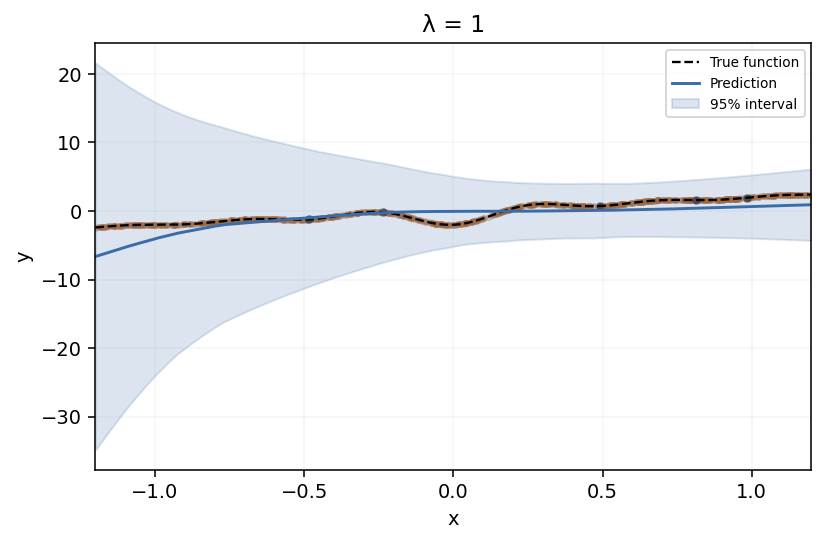 λ = 1
True function
Prediction
95% interval
20
10
0
−10
−20
−30
y
−1.0
−0.5
0.0
0.5
1.0
x